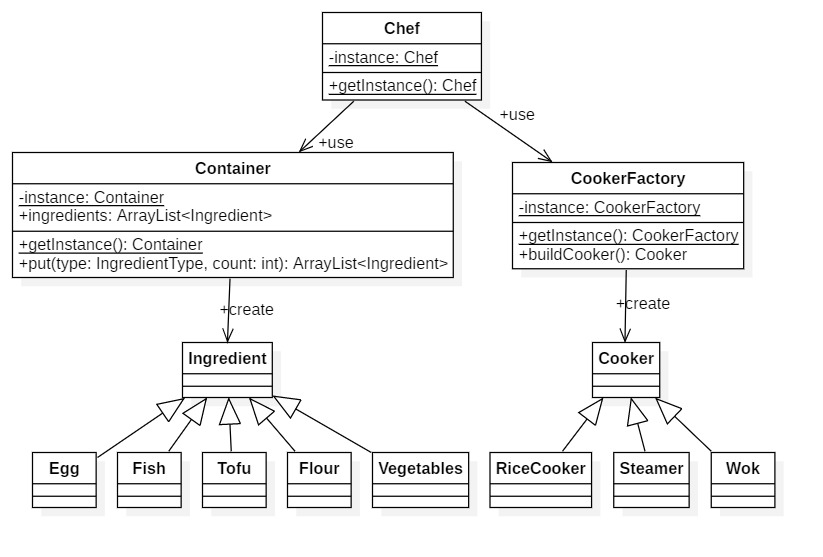 Chef
-instance: Chef
+getInstance(): Chef
+use
+use
Container
-instance: Container
+ingredients: ArrayList<Ingredient>
+getInstance(): Container
+put(type: IngredientType, count: int): ArrayList<Ingredient>
CookerFactory
-instance: CookerFactory
+getInstance(): CookerFactory
+buildCooker(): Cooker
+create
+create
Ingredient
Cooker
Egg
Fish
Tofu
Flour
Vegetables
RiceCooker
Steamer
Wok